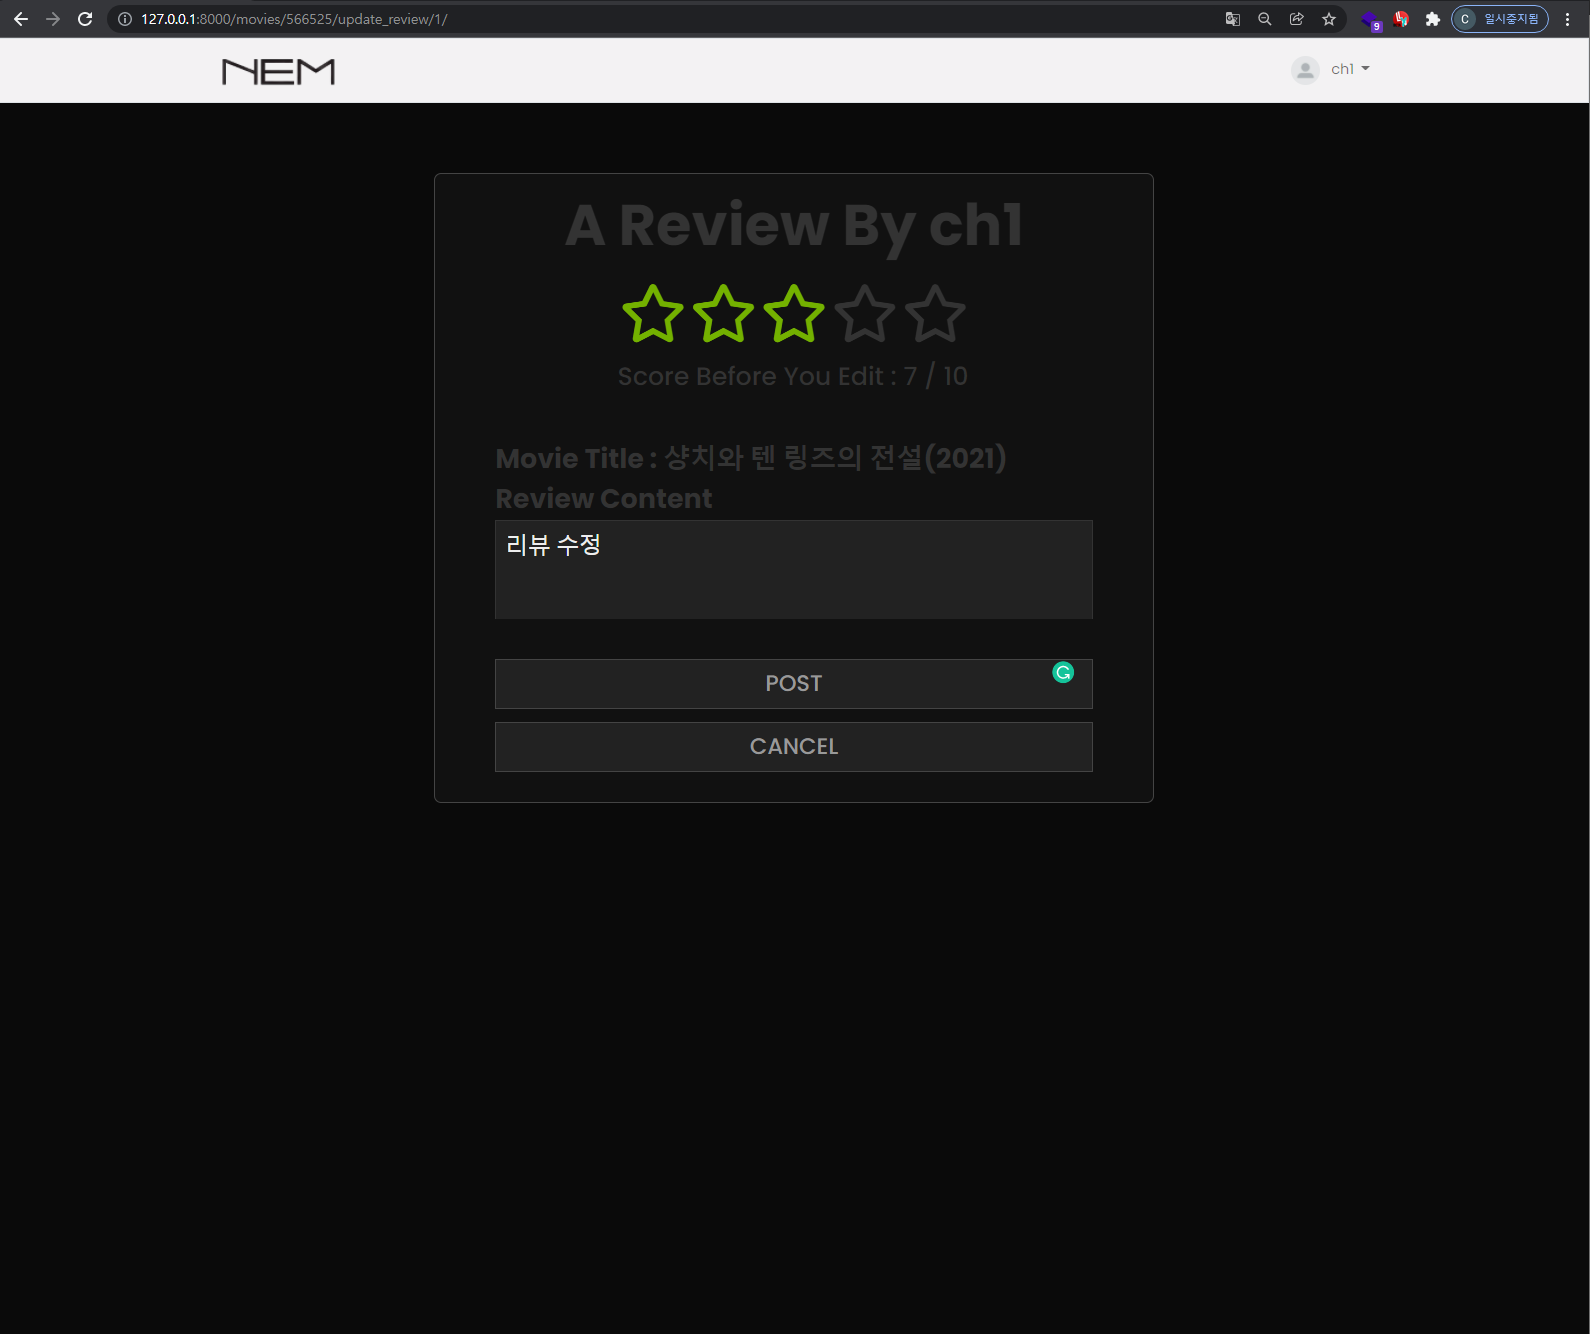 127.0.0.1:8000/movies/566525/update_review/1/
9
C 일시중지됨
NEM
ch1
A Review By ch1
Score Before You Edit : 7 / 10
Movie Title : 샹치와 텐 링즈의 전설(2021)
Review Content
리뷰 수정
POST
CANCEL